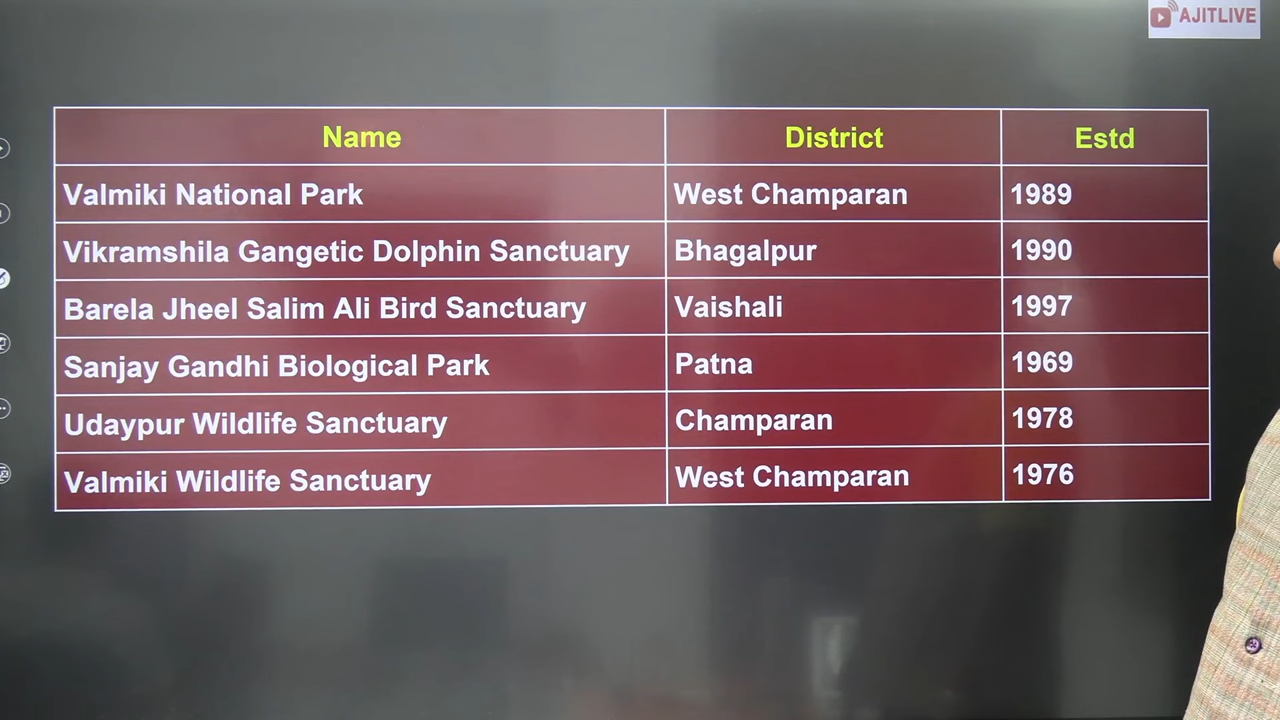 AJITLIVE
Name District Estd
Valmiki National Park West Champaran 1989
Vikramshila Gangetic Dolphin Sanctuary Bhagalpur 1990
Barela Jheel Salim Ali Bird Sanctuary Vaishali 1997
Sanjay Gandhi Biological Park Patna 1969
Udaypur Wildlife Sanctuary Champaran 1978
Valmiki Wildlife Sanctuary West Champaran 1976